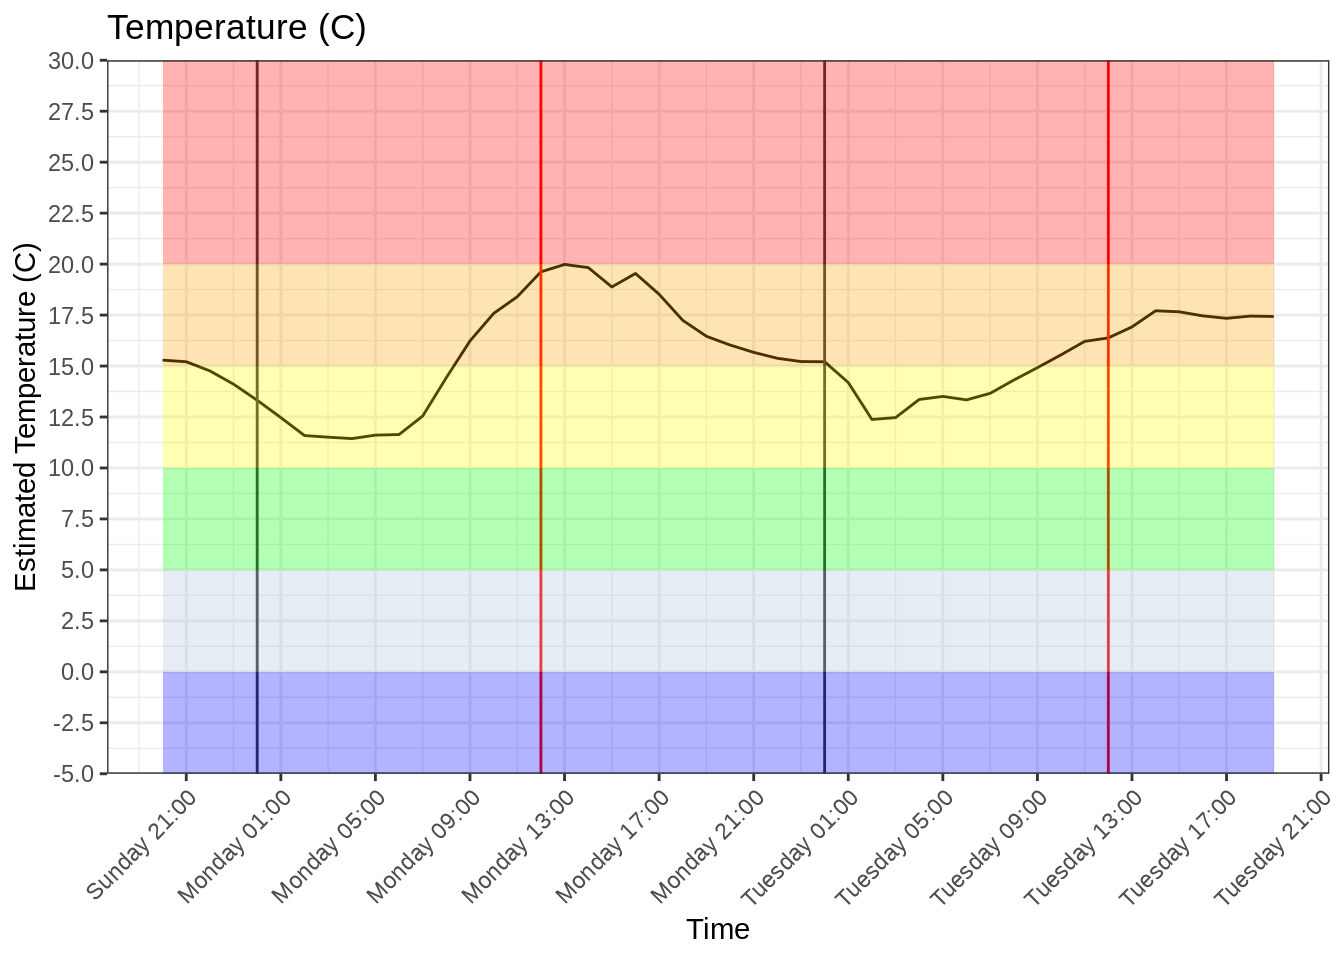 Temperature (C)
Estimated Temperature (C)
30.0
27.5
25.0
22.5
20.0
17.5
15.0
12.5
10.0
7.5
5.0
2.5
0.0
-2.5
-5.0
Sunday 21:00
Monday 01:00
Monday 05:00
Monday 09:00
Monday 13:00
Monday 17:00
Monday 21:00
Tuesday 01:00
Tuesday 05:00
Tuesday 09:00
Tuesday 13:00
Tuesday 17:00
Tuesday 21:00
Time